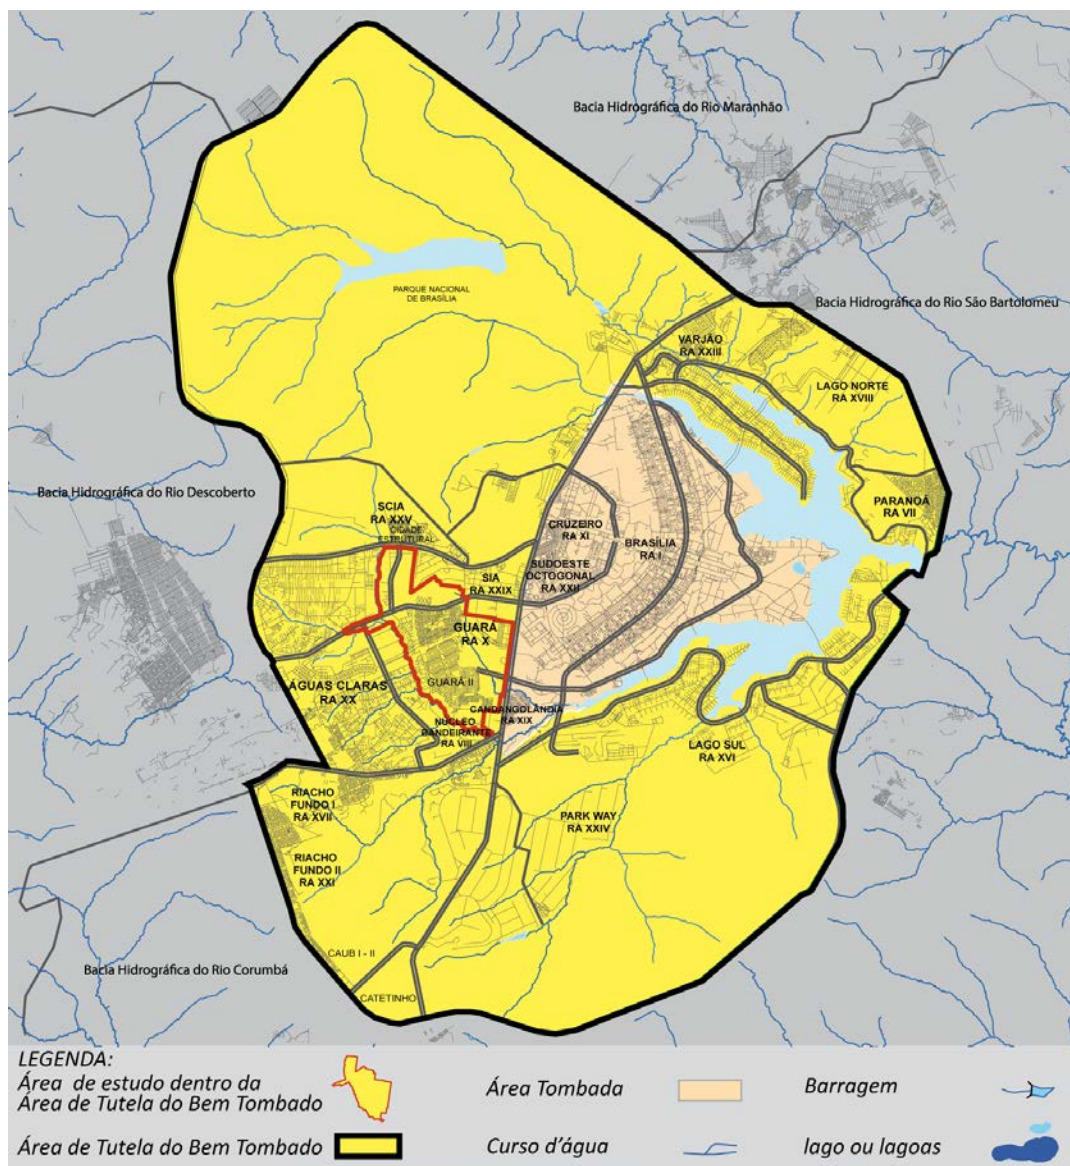 Bacia Hidrográfica do Rio Maranhão
PARQUE NACIONAL
DE BRASÍLIA
Bacia Hidrográfica do Rio São Bartolomeu
VARJÃO
RA XXIII
LAGO NORTE
RA XVIII
Bacia Hidrográfica do Rio Descoberto
PARANOÁ
RA VII
SCIA
RA XXV
CIDADE
ESTRUTURAL
CRUZEIRO
RA XI
BRASÍLIA
RA I
SUDOESTE
OCTOGONAL
RA XXII
SIA
RA XXIX
GUARÁ
RA X
GUARÁ II
ÁGUAS CLARAS
RA XX
CANDANGOLÂNDIA
RA XIX
NÚCLEO
BANDEIRANTE
RA VIII
LAGO SUL
RA XVI
RIACHO
FUNDO I
RA XVII
PARK WAY
RA XXIV
RIACHO
FUNDO II
RA XXI
CAUB I - II
Bacia Hidrográfica do Rio Corumbá
CATETINHO
LEGENDA:
Área de estudo dentro da
Área de Tutela do Bem Tombado
Área Tombada
Barragem
Área de Tutela do Bem Tombado
Curso d'água
lago ou lagoas